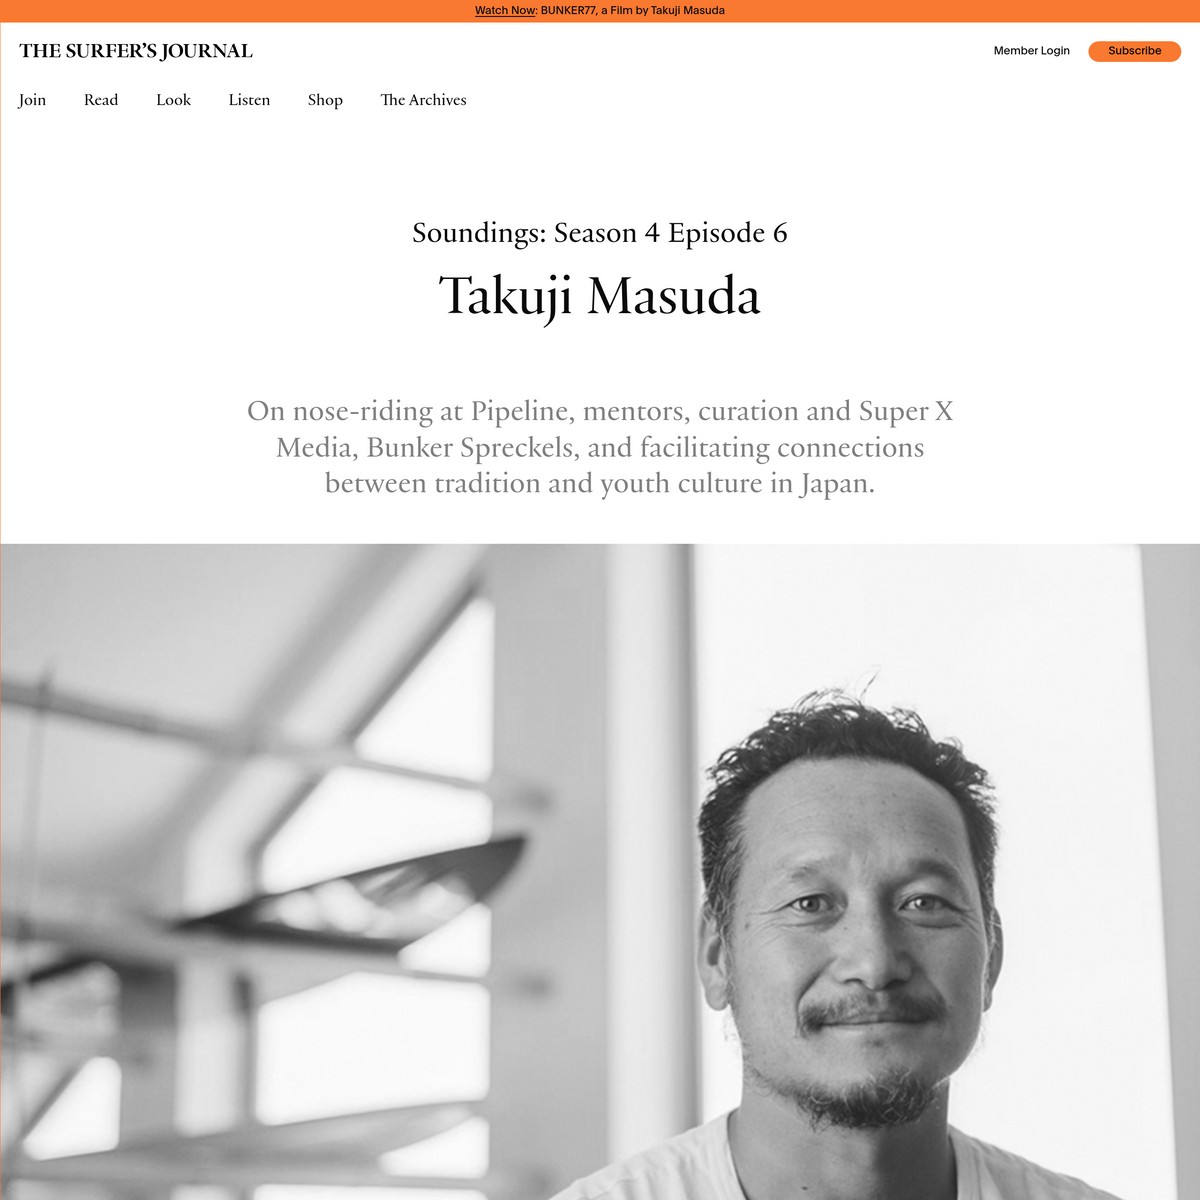 Watch Now: BUNKER77, a Film by Takuji Masuda
THE SURFER’S JOURNAL
Member Login
Subscribe
Join
Read
Look
Listen
Shop
The Archives
Soundings: Season 4 Episode 6
Takuji Masuda
On nose-riding at Pipeline, mentors, curation and Super X
Media, Bunker Spreckels, and facilitating connections
between tradition and youth culture in Japan.